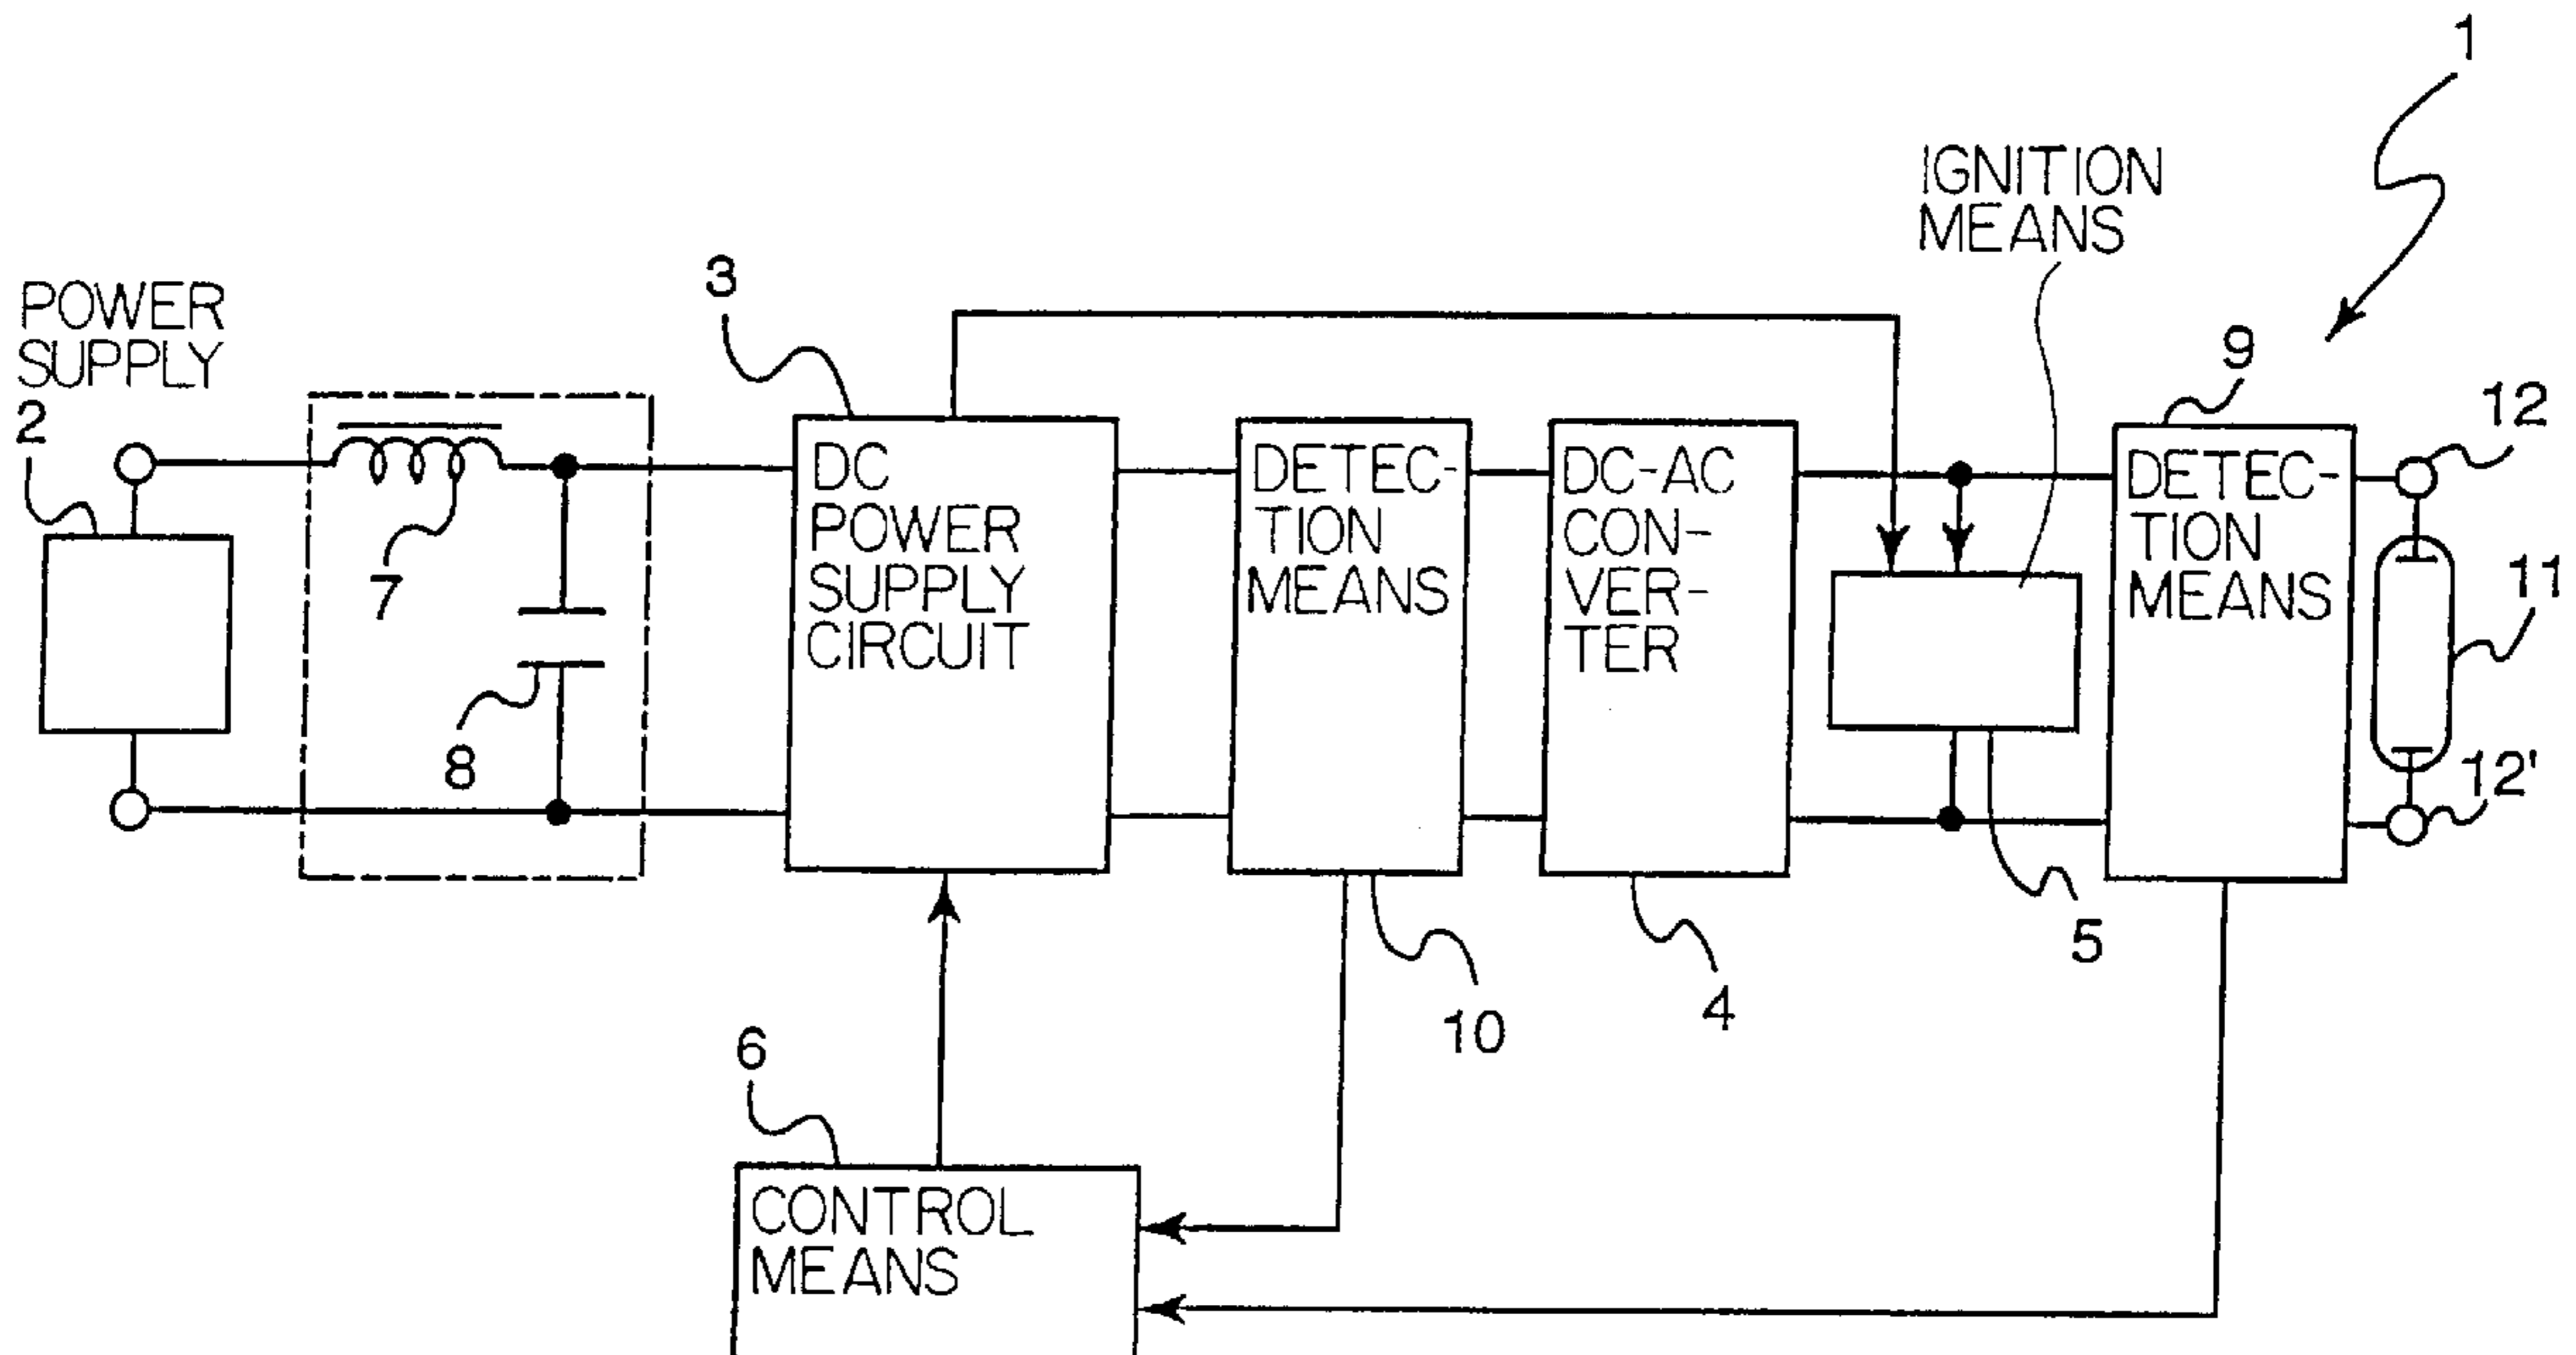 1
IGNITION
MEANS
POWER
SUPPLY
2
3
9
12
DC
POWER
SUPPLY
CIRCUIT
DETEC-
TION
MEANS
DC-AC
CON-
VER-
TER
DETEC-
TION
MEANS
11
7
8
12'
5
4
10
6
CONTROL
MEANS